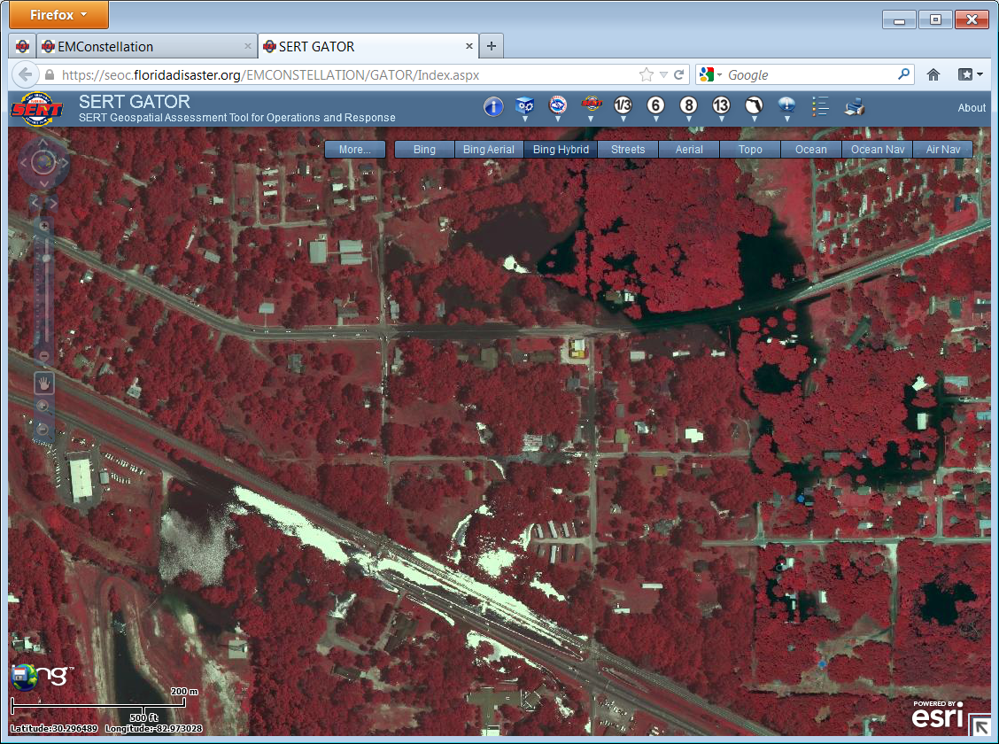 Firefox
EMConstellation
SERT GATOR
https://seoc.floridadisaster.org/EMCONSTELLATION/GATOR/Index.aspx
Google
SERT
SERT GATOR
SERT Geospatial Assessment Tool for Operations and Response
SERT
1/3
6
8
13
About
More...
Bing
Bing Aerial
Bing Hybrid
Streets
Aerial
Topo
Ocean
Ocean Nav
Air Nav
ng™
200 m
500 ft
Latitude:30.296489 Longitude:-82.973028
POWERED BY
esri